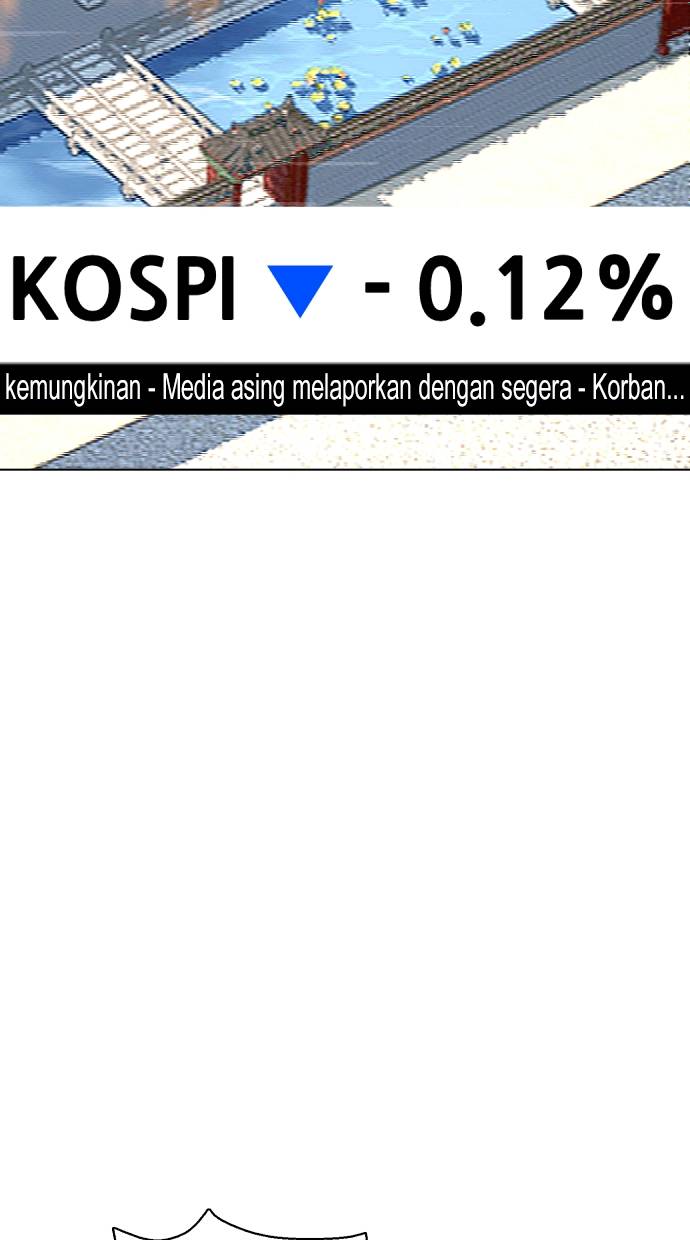 KOSPI ▼ - 0.12%
kemungkinan - Media asing melaporkan dengan segera - Korban...